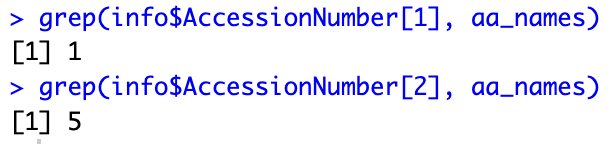 > grep(info$AccessionNumber[1], aa_names)
[1] 1
> grep(info$AccessionNumber[2], aa_names)
[1] 5